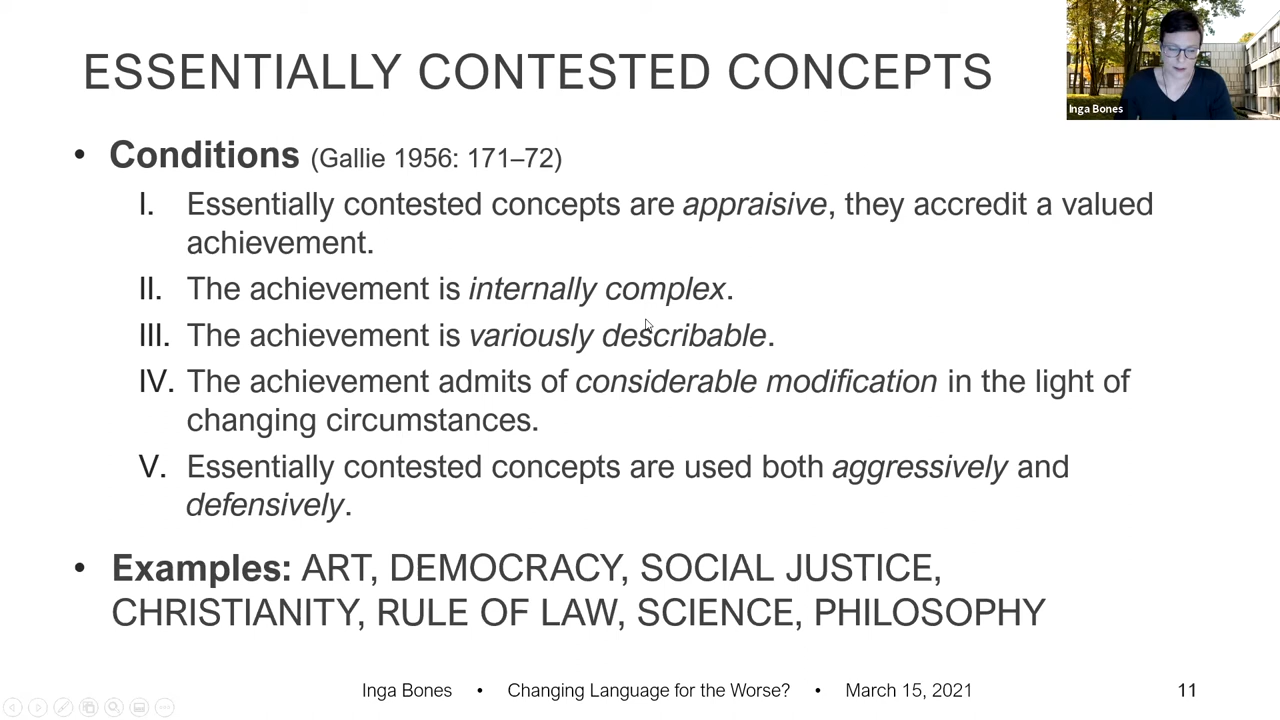 ESSENTIALLY CONTESTED CONCEPTS
Inga Bones
• Conditions (Gallie 1956: 171–72)
I. Essentially contested concepts are appraisive, they accredit a valued
achievement.
II. The achievement is internally complex.
III. The achievement is variously describable.
IV. The achievement admits of considerable modification in the light of
changing circumstances.
V. Essentially contested concepts are used both aggressively and
defensively.
• Examples: ART, DEMOCRACY, SOCIAL JUSTICE,
CHRISTIANITY, RULE OF LAW, SCIENCE, PHILOSOPHY
Inga Bones • Changing Language for the Worse? • March 15, 2021 11